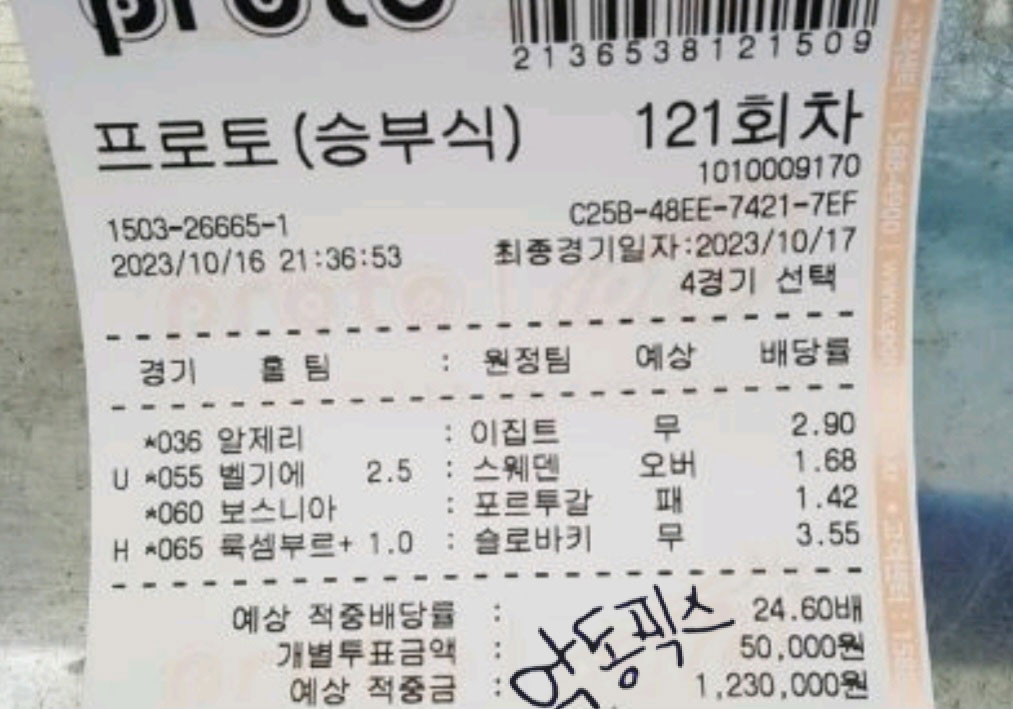 proto
2136538121509
프로토(승부식) 121회차
1010009170
1503-26665-1 C25B-48EE-7421-7EF
2023/10/16 21:36:53 최종경기일자:2023/10/17
4경기 선택
경기 홈 팀 : 원정팀 예상 배당률
*036 알제리 : 이집트 무 2.90
U *055 벨기에 2.5 : 스웨덴 오버 1.68
*060 보스니아 : 포르투갈 패 1.42
H *065 룩셈부르+ 1.0 : 슬로바키 무 3.55
예상 적중배당률 : 24.60배
개별투표금액 : 50,000원
예상 적중금 : 1,230,000원
악동픽스